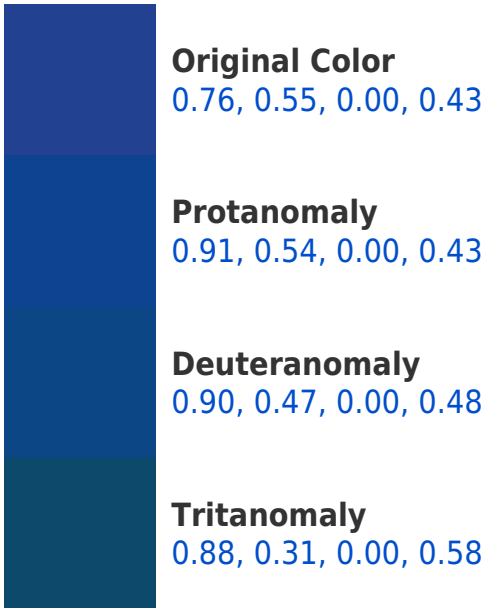 Original Color
0.76, 0.55, 0.00, 0.43
Protanomaly
0.91, 0.54, 0.00, 0.43
Deuteranomaly
0.90, 0.47, 0.00, 0.48
Tritanomaly
0.88, 0.31, 0.00, 0.58